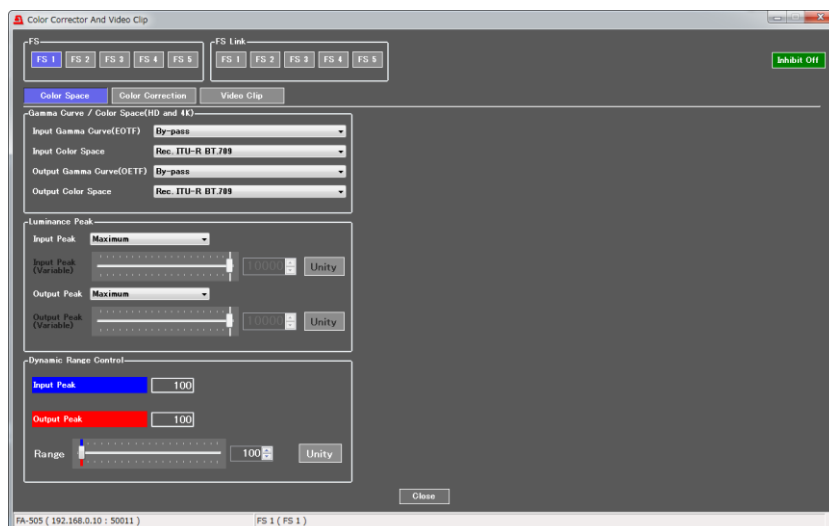 Color Corrector And Video Clip
FS
FS 1 FS 2 FS 3 FS 4 FS 5
FS Link
FS 1 FS 2 FS 3 FS 4 FS 5
Inhibit Off
Color Space Color Correction Video Clip
Gamma Curve / Color Space(HD and 4K)
Input Gamma Curve(EOTF) By-pass
Input Color Space Rec. ITU-R BT.709
Output Gamma Curve(OETF) By-pass
Output Color Space Rec. ITU-R BT.709
Luminance Peak
Input Peak Maximum
Input Peak
(Variable) 10000 Unity
Output Peak Maximum
Output Peak
(Variable) 10000 Unity
Dynamic Range Control
Input Peak 100
Output Peak 100
Range 100 Unity
Close
FA-505 ( 192.168.0.10 : 50011 ) FS 1 ( FS 1 )